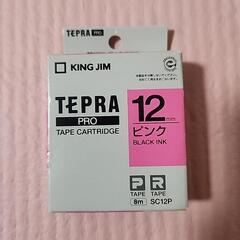 TEPRA PRO
KING JIM
TEPRA
PRO
TAPE CARTRIDGE
12mm
ピンク
BLACK INK
P R
TAPE TAPE
8m SC12P